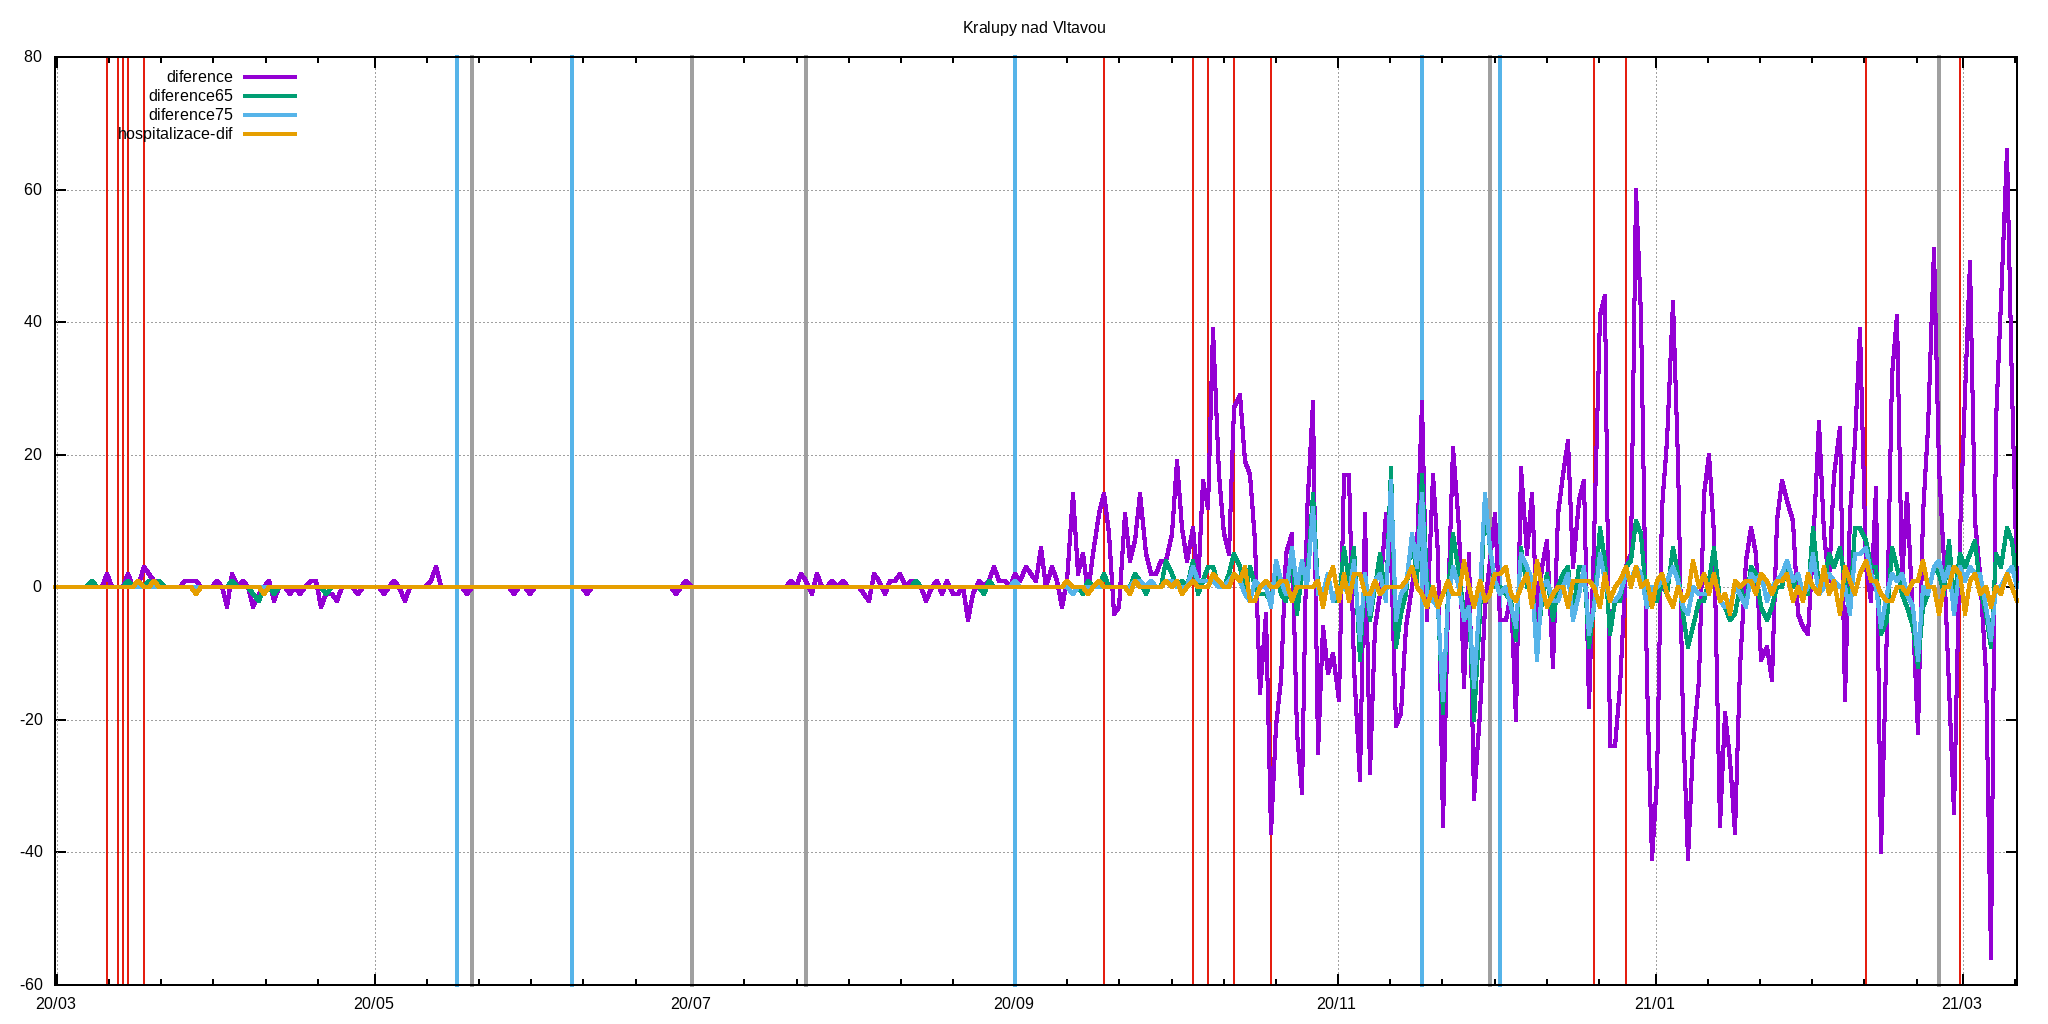 Kralupy nad Vltavou
80
diference
diference65
diference75
hospitalizace-dif
60
40
20
0
-20
-40
-60
20/03 20/05 20/07 20/09 20/11 21/01 21/03